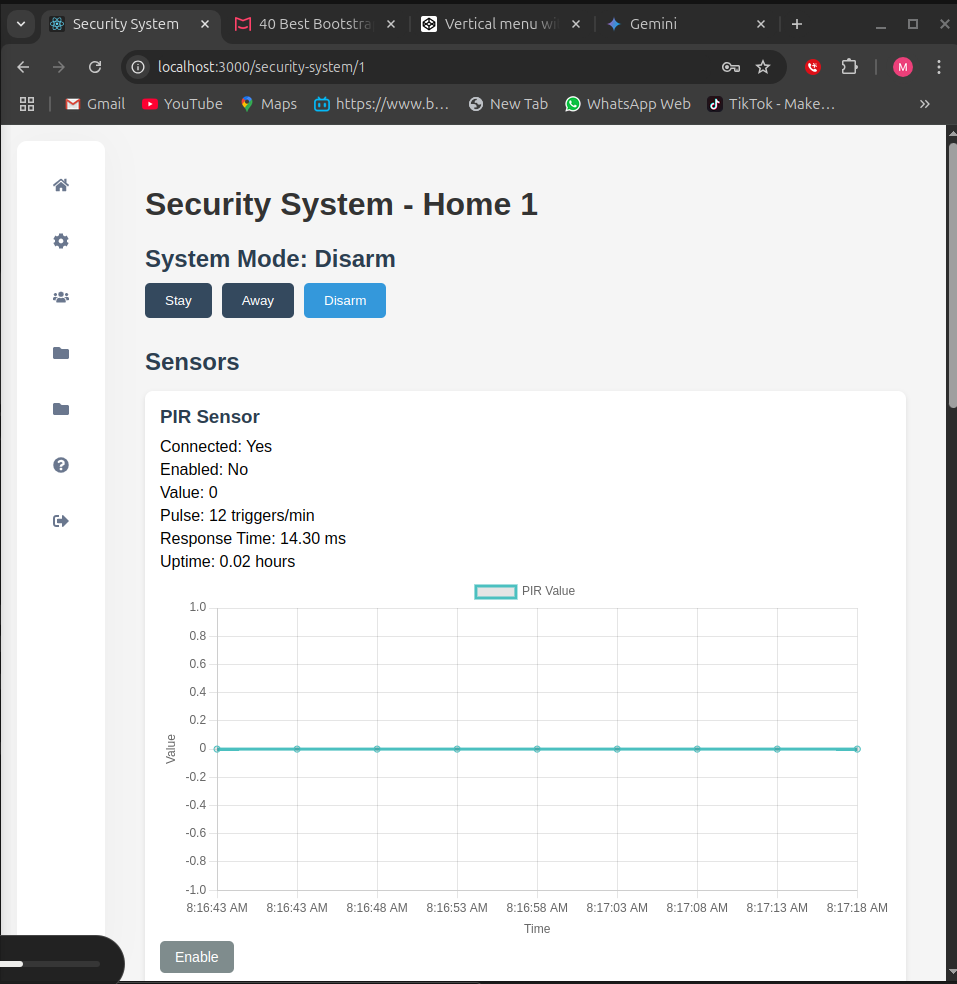 Security System
40 Best Bootstra
Vertical menu wi
Gemini
localhost:3000/security-system/1
M
Gmail
YouTube
Maps
https://www.b...
New Tab
WhatsApp Web
TikTok - Make...
»
Security System - Home 1
System Mode: Disarm
Stay
Away
Disarm
Sensors
PIR Sensor
Connected: Yes
Enabled: No
Value: 0
Pulse: 12 triggers/min
Response Time: 14.30 ms
Uptime: 0.02 hours
PIR Value
1.0
0.8
0.6
0.4
0.2
0
-0.2
-0.4
-0.6
-0.8
-1.0
Value
8:16:43 AM 8:16:43 AM 8:16:48 AM 8:16:53 AM 8:16:58 AM 8:17:03 AM 8:17:08 AM 8:17:13 AM 8:17:18 AM
Time
Enable